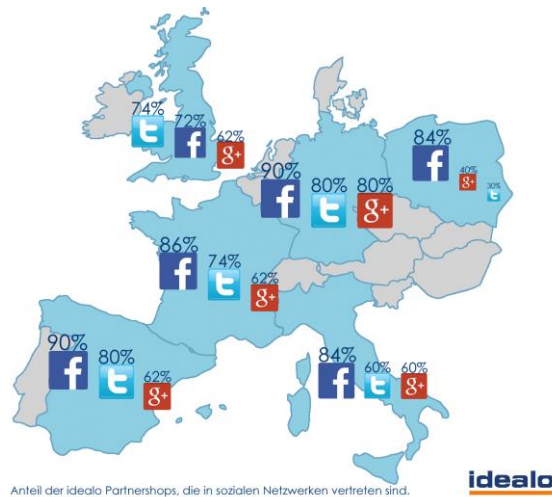 74%
72%
62%
t
f
g+
84%
40%
30%
f
g+
t
90%
80%
80%
f
t
g+
86%
74%
62%
f
t
g+
90%
80%
62%
f
t
g+
84%
60%
60%
f
t
g+
Anteil der idealo Partnershops, die in sozialen Netzwerken vertreten sind.
idealo